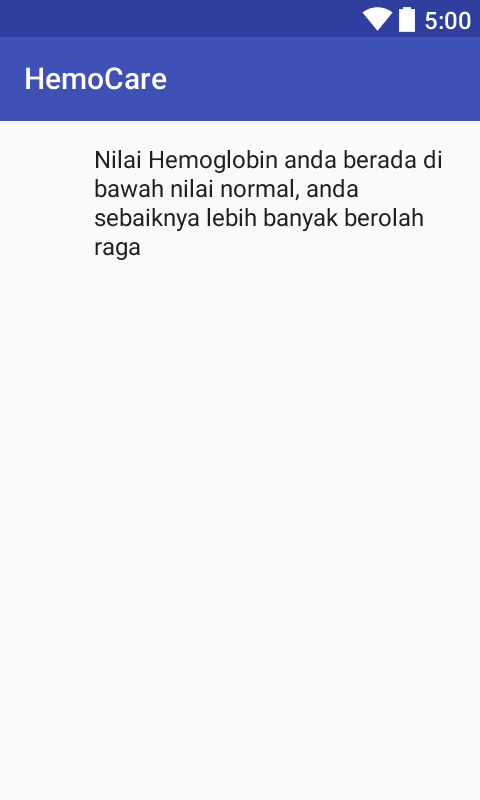 5:00
HemoCare
Nilai Hemoglobin anda berada di
bawah nilai normal, anda
sebaiknya lebih banyak berolah
raga